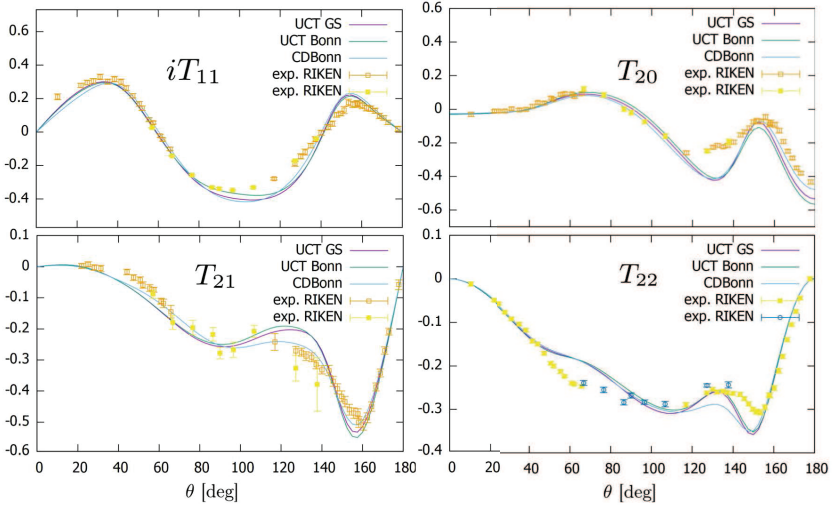 0.6
0.4
0.2
0
-0.2
-0.4
UCT GS
UCT Bonn
CDBonn
exp. RIKEN
exp. RIKEN
iT11
0.6
0.4
0.2
0
-0.2
-0.4
-0.6
UCT GS
UCT Bonn
CDBonn
exp. RIKEN
exp. RIKEN
T20
0.1
0
-0.1
-0.2
-0.3
-0.4
-0.5
-0.6
UCT GS
UCT Bonn
CDBonn
exp. RIKEN
exp. RIKEN
T21
0 20 40 60 80 100 120 140 160 180
θ [deg]
0.1
0
-0.1
-0.2
-0.3
-0.4
UCT GS
UCT Bonn
CDBonn
exp. RIKEN
exp. RIKEN
T22
0 20 40 60 80 100 120 140 160 180
θ [deg]